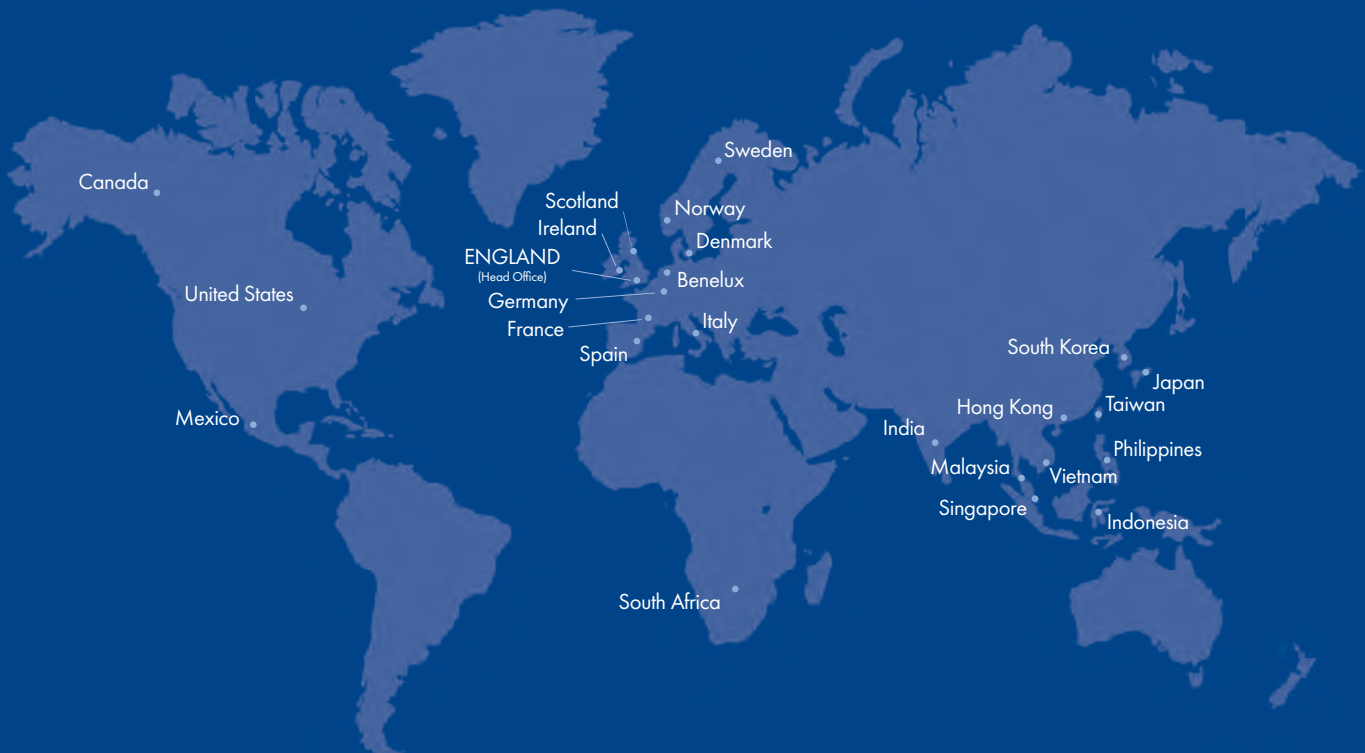 Sweden
Canada
Scotland
Norway
Ireland
Denmark
ENGLAND
(Head Office)
Benelux
United States
Germany
Italy
France
South Korea
Spain
Japan
Taiwan
Hong Kong
Mexico
India
Philippines
Malaysia
Vietnam
Singapore
Indonesia
South Africa